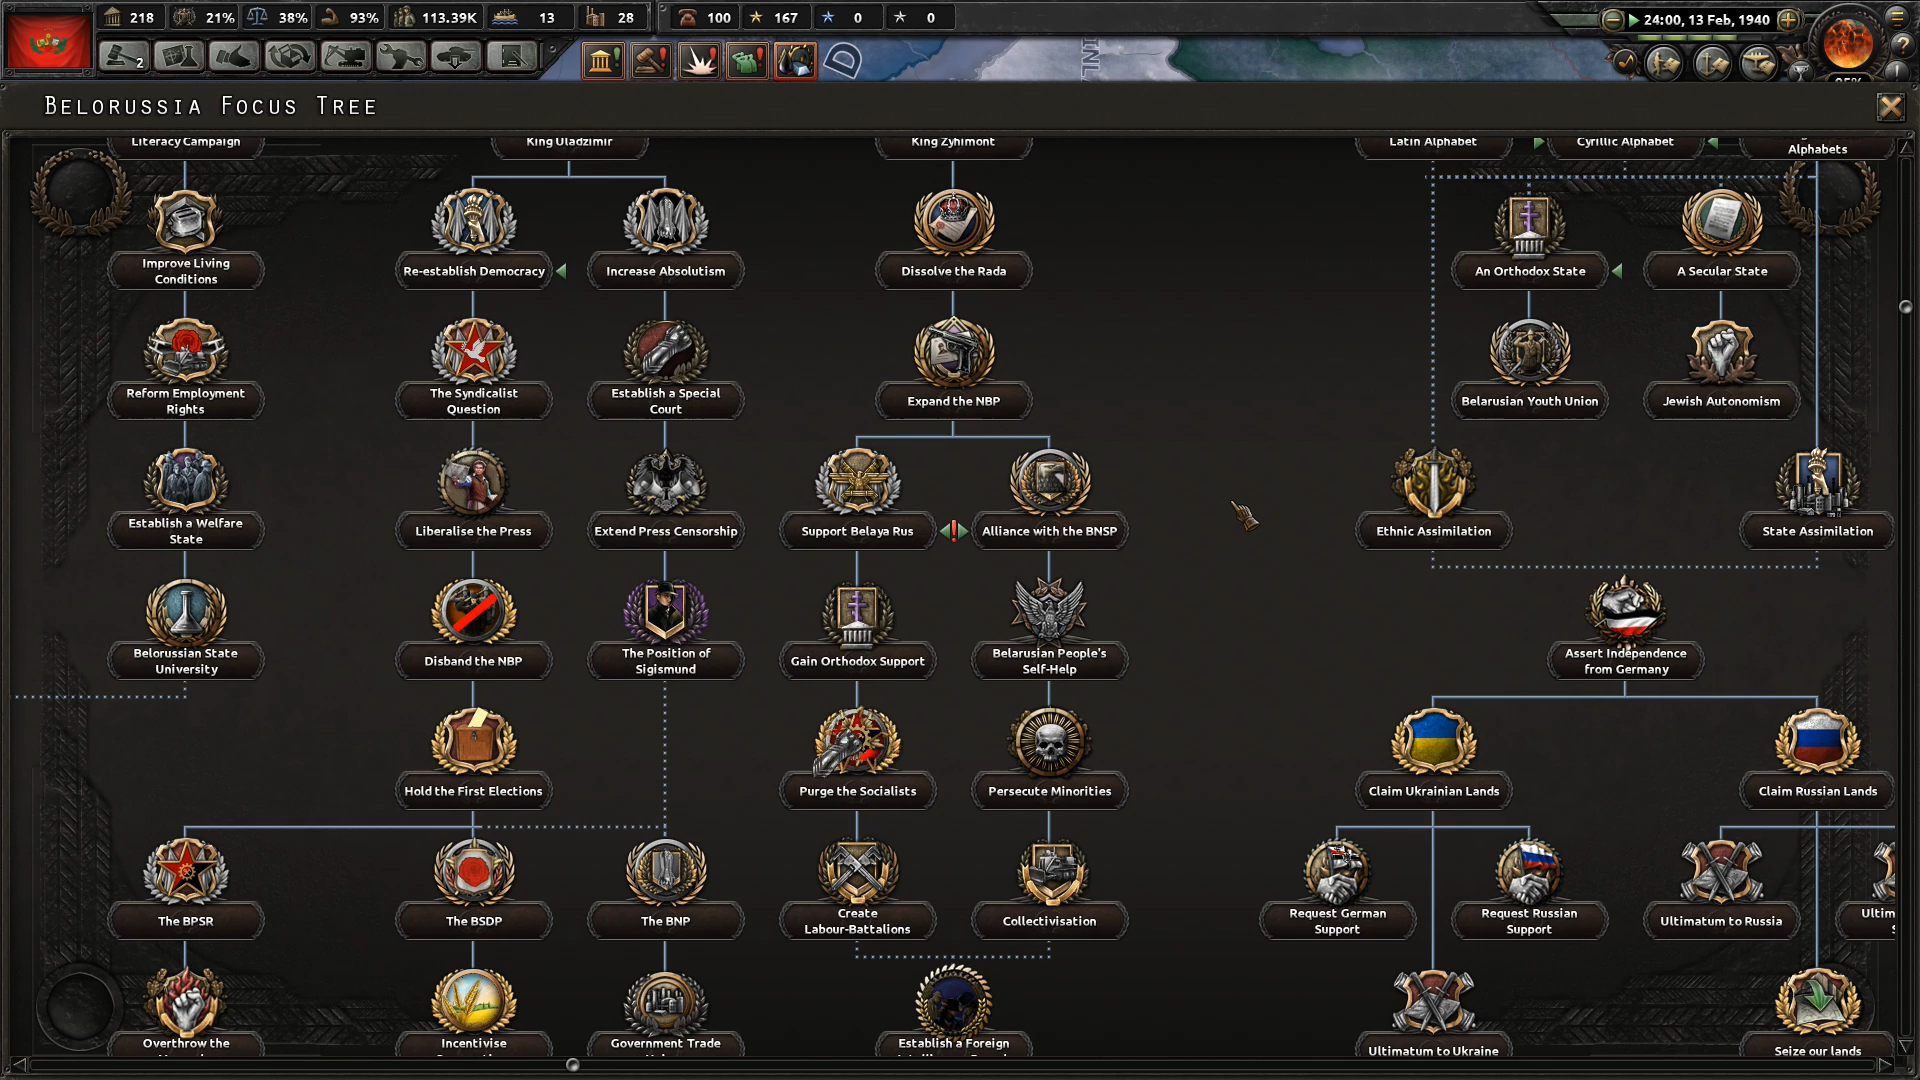 218
21%
38%
93%
113.39K
13
28
100
167
0
0
24:00, 13 Feb, 1940
2
BELORUSSIA FOCUS TREE
Literacy Campaign
King Uladzimir
King Zyhimont
Latin Alphabet
Cyrillic Alphabet
Alphabets
Improve Living
Conditions
Re-establish Democracy
Increase Absolutism
Dissolve the Rada
An Orthodox State
A Secular State
Reform Employment
Rights
The Syndicalist
Question
Establish a Special
Court
Expand the NBP
Belarusian Youth Union
Jewish Autonomism
Establish a Welfare
State
Liberalise the Press
Extend Press Censorship
Support Belaya Rus
Alliance with the BNSP
Ethnic Assimilation
State Assimilation
Belorussian State
University
Disband the NBP
The Position of
Sigismund
Gain Orthodox Support
Belarusian People's
Self-Help
Assert Independence
from Germany
Hold the First Elections
Purge the Socialists
Persecute Minorities
Claim Ukrainian Lands
Claim Russian Lands
The BPSR
The BSDP
The BNP
Create
Labour-Battalions
Collectivisation
Request German
Support
Request Russian
Support
Ultimatum to Russia
Overthrow the
Incentivise
Government Trade
Establish a Foreign
Ultimatum to Ukraine
Seize our lands